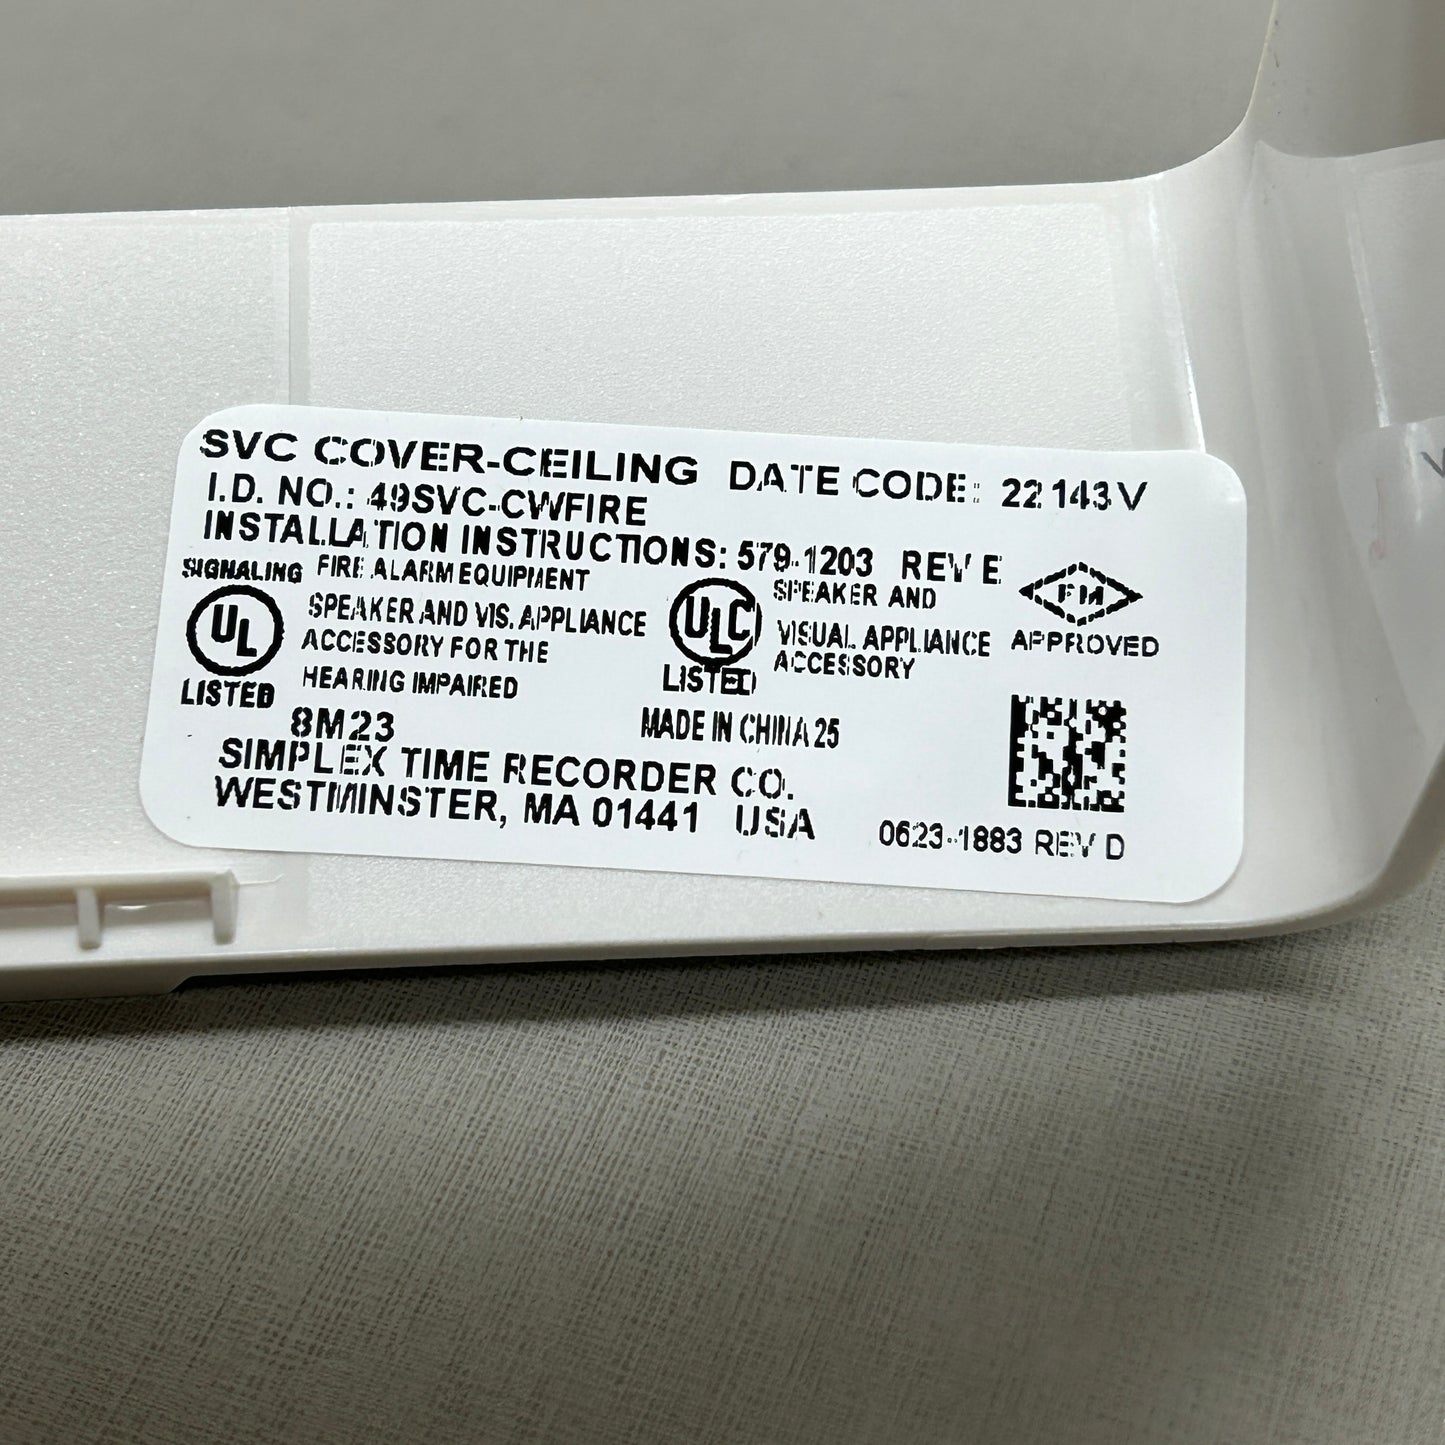 SVC COVER-CEILING DATE CODE: 22143V
I.D. NO.: 49SVC-CWFIRE
INSTALLATION INSTRUCTIONS: 579-1203 REV E
SIGNALING
UL
LISTED
FIRE ALARM EQUIPMENT
SPEAKER AND VIS. APPLIANCE
ACCESSORY FOR THE
HEARING IMPAIRED
8M23
ULC
LISTED
SPEAKER AND
VISUAL APPLIANCE
ACCESSORY
FM
APPROVED
MADE IN CHINA 25
SIMPLEX TIME RECORDER CO.
WESTMINSTER, MA 01441 USA
0623-1883 REV D